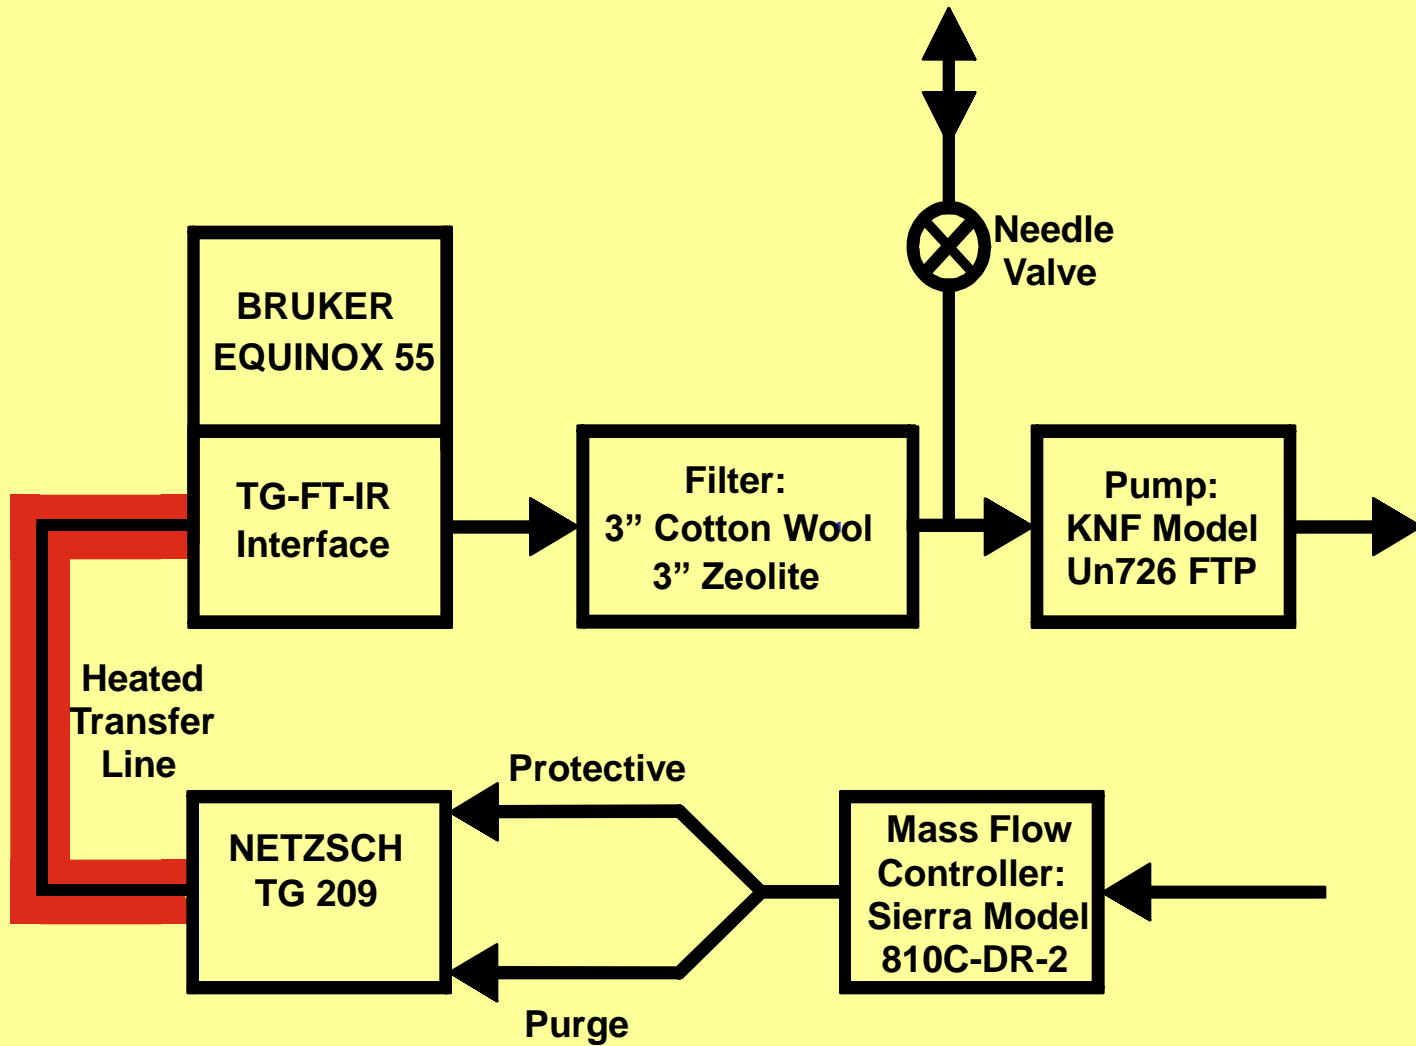 Needle
Valve
BRUKER
EQUINOX 55
TG-FT-IR
Interface
Filter:
3” Cotton Wool
3” Zeolite
Pump:
KNF Model
Un726 FTP
Heated
Transfer
Line
Protective
NETZSCH
TG 209
Mass Flow
Controller:
Sierra Model
810C-DR-2
Purge